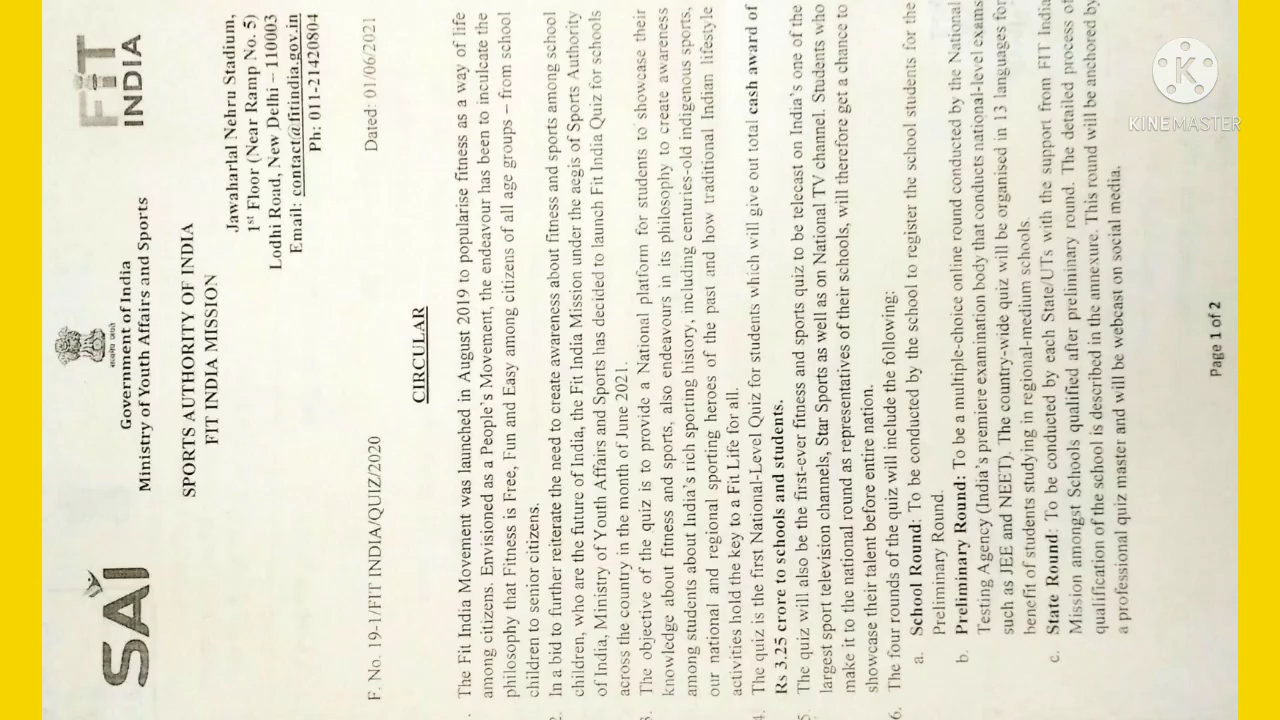 SAI
FIT
INDIA
सत्यमेव जयते
Government of India
Ministry of Youth Affairs and Sports
SPORTS AUTHORITY OF INDIA
FIT INDIA MISSION
Jawaharlal Nehru Stadium,
1st Floor (Near Ramp No. 5)
Lodhi Road, New Delhi – 110003
Email: contact@fitindia.gov.in
Ph: 011-21420804
F. No. 19-1/FIT INDIA/QUIZ/2020 Dated: 01/06/2021
CIRCULAR
The Fit India Movement was launched in August 2019 to popularise fitness as a way of life
among citizens. Envisioned as a People's Movement, the endeavour has been to inculcate the
philosophy that Fitness is Free, Fun and Easy among citizens of all age groups – from school
children to senior citizens.
2. In a bid to further reiterate the need to create awareness about fitness and sports among school
children, who are the future of India, the Fit India Mission under the aegis of Sports Authority
of India, Ministry of Youth Affairs and Sports has decided to launch Fit India Quiz for schools
across the country in the month of June 2021.
3. The objective of the quiz is to provide a National platform for students to showcase their
knowledge about fitness and sports, also endeavours in its philosophy to create awareness
among students about India's rich sporting history, including centuries-old indigenous sports,
our national and regional sporting heroes of the past and how traditional Indian lifestyle
activities hold the key to a Fit Life for all.
4. The quiz is the first National-Level Quiz for students which will give out total cash award of
Rs 3.25 crore to schools and students.
5. The quiz will also be the first-ever fitness and sports quiz to be telecast on India's one of the
largest sport television channels, Star Sports as well as on National TV channel. Students who
make it to the national round as representatives of their schools, will therefore get a chance to
showcase their talent before entire nation.
6. The four rounds of the quiz will include the following:
a. School Round: To be conducted by the school to register the school students for the
Preliminary Round.
b. Preliminary Round: To be a multiple-choice online round conducted by the National
Testing Agency (India's premiere examination body that conducts national-level exams
such as JEE and NEET). The country-wide quiz will be organised in 13 languages for
benefit of students studying in regional-medium schools.
c. State Round: To be conducted by each State/UTs with the support from FIT India
Mission amongst Schools qualified after preliminary round. The detailed process of
qualification of the school is described in the annexure. This round will be anchored by
a professional quiz master and will be webcast on social media.
Page 1 of 2
K
KINEMASTER